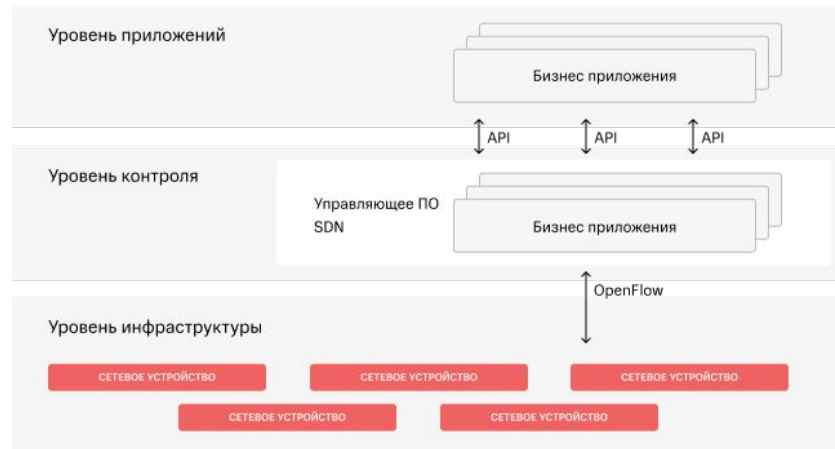 Уровень приложений
Бизнес приложения
API API API
Уровень контроля
Управляющее ПО
SDN
Бизнес приложения
OpenFlow
Уровень инфраструктуры
СЕТЕВОЕ УСТРОЙСТВО СЕТЕВОЕ УСТРОЙСТВО СЕТЕВОЕ УСТРОЙСТВО
СЕТЕВОЕ УСТРОЙСТВО СЕТЕВОЕ УСТРОЙСТВО